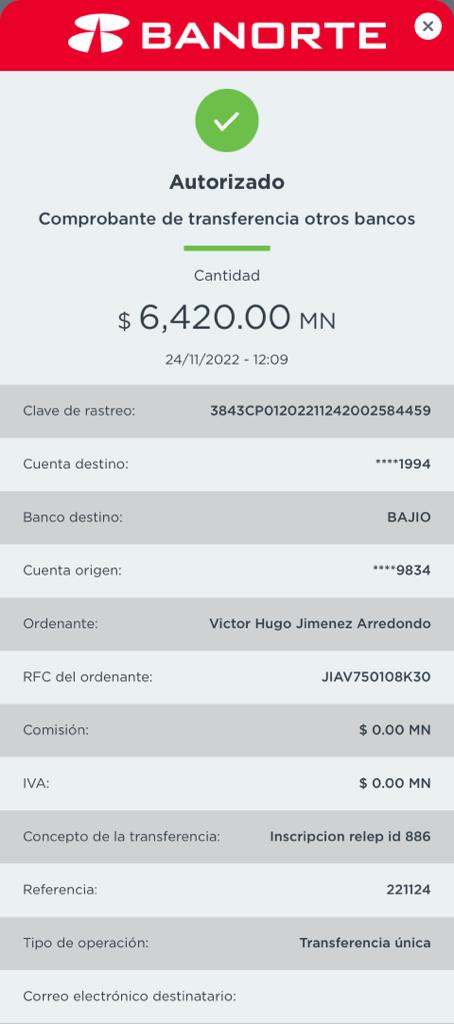 BANORTE
Autorizado
Comprobante de transferencia otros bancos
Cantidad
$ 6,420.00 MN
24/11/2022 - 12:09
Clave de rastreo: 3843CP01202211242002584459
Cuenta destino: ****1994
Banco destino: BAJIO
Cuenta origen: ****9834
Ordenante: Victor Hugo Jimenez Arredondo
RFC del ordenante: JIAV750108K30
Comisión: $ 0.00 MN
IVA: $ 0.00 MN
Concepto de la transferencia: Inscripcion relep id 886
Referencia: 221124
Tipo de operación: Transferencia única
Correo electrónico destinatario: